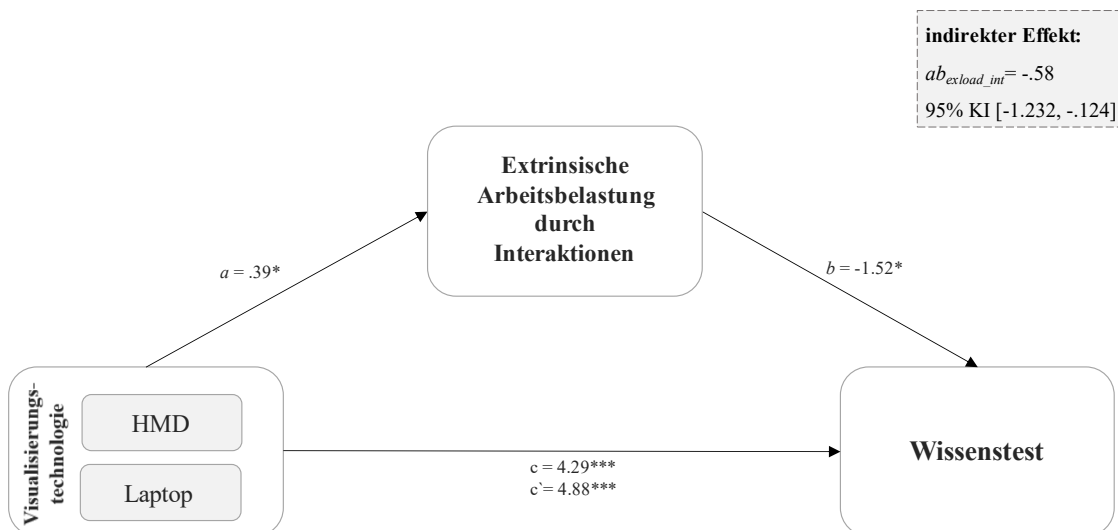 indirekter Effekt:
ab_exload_int= -.58
95% KI [-1.232, -.124]
Extrinsische
Arbeitsbelastung
durch
Interaktionen
a = .39*
b = -1.52*
Visualisierungs-
technologie
HMD
Laptop
c = 4.29***
c`= 4.88***
Wissenstest